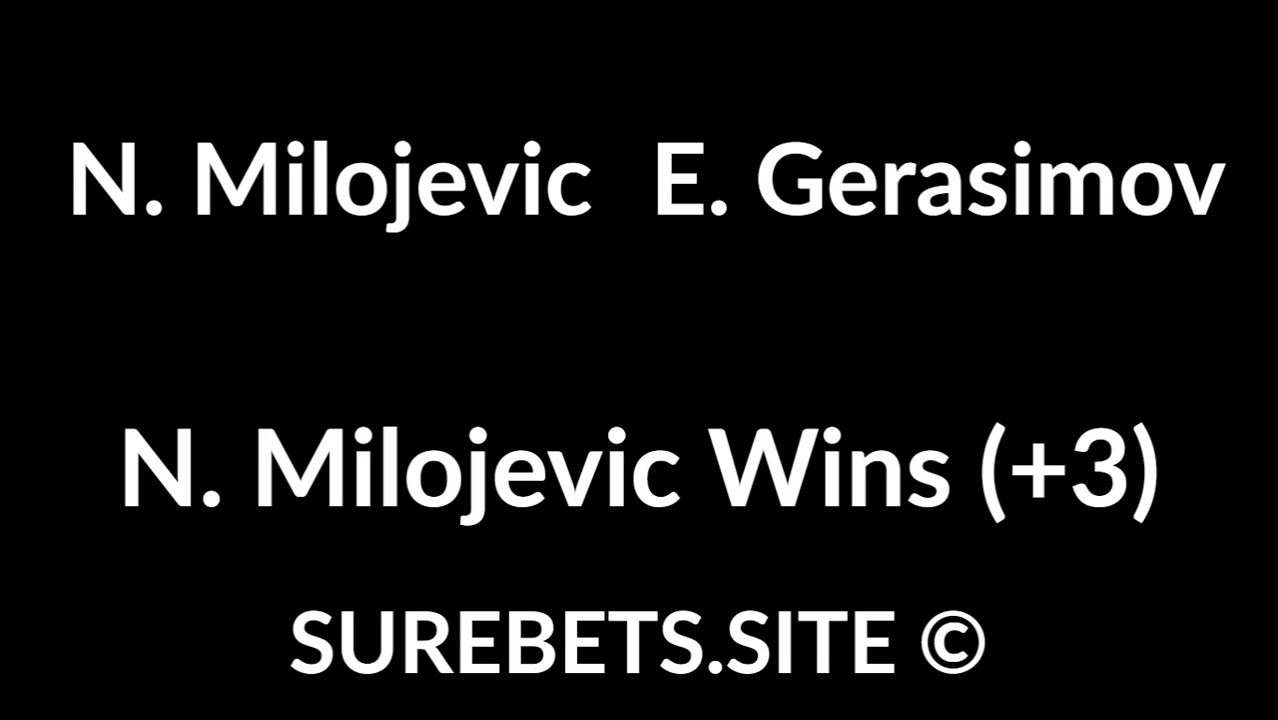 N. Milojevic E. Gerasimov
N. Milojevic Wins (+3)
SUREBETS.SITE ©